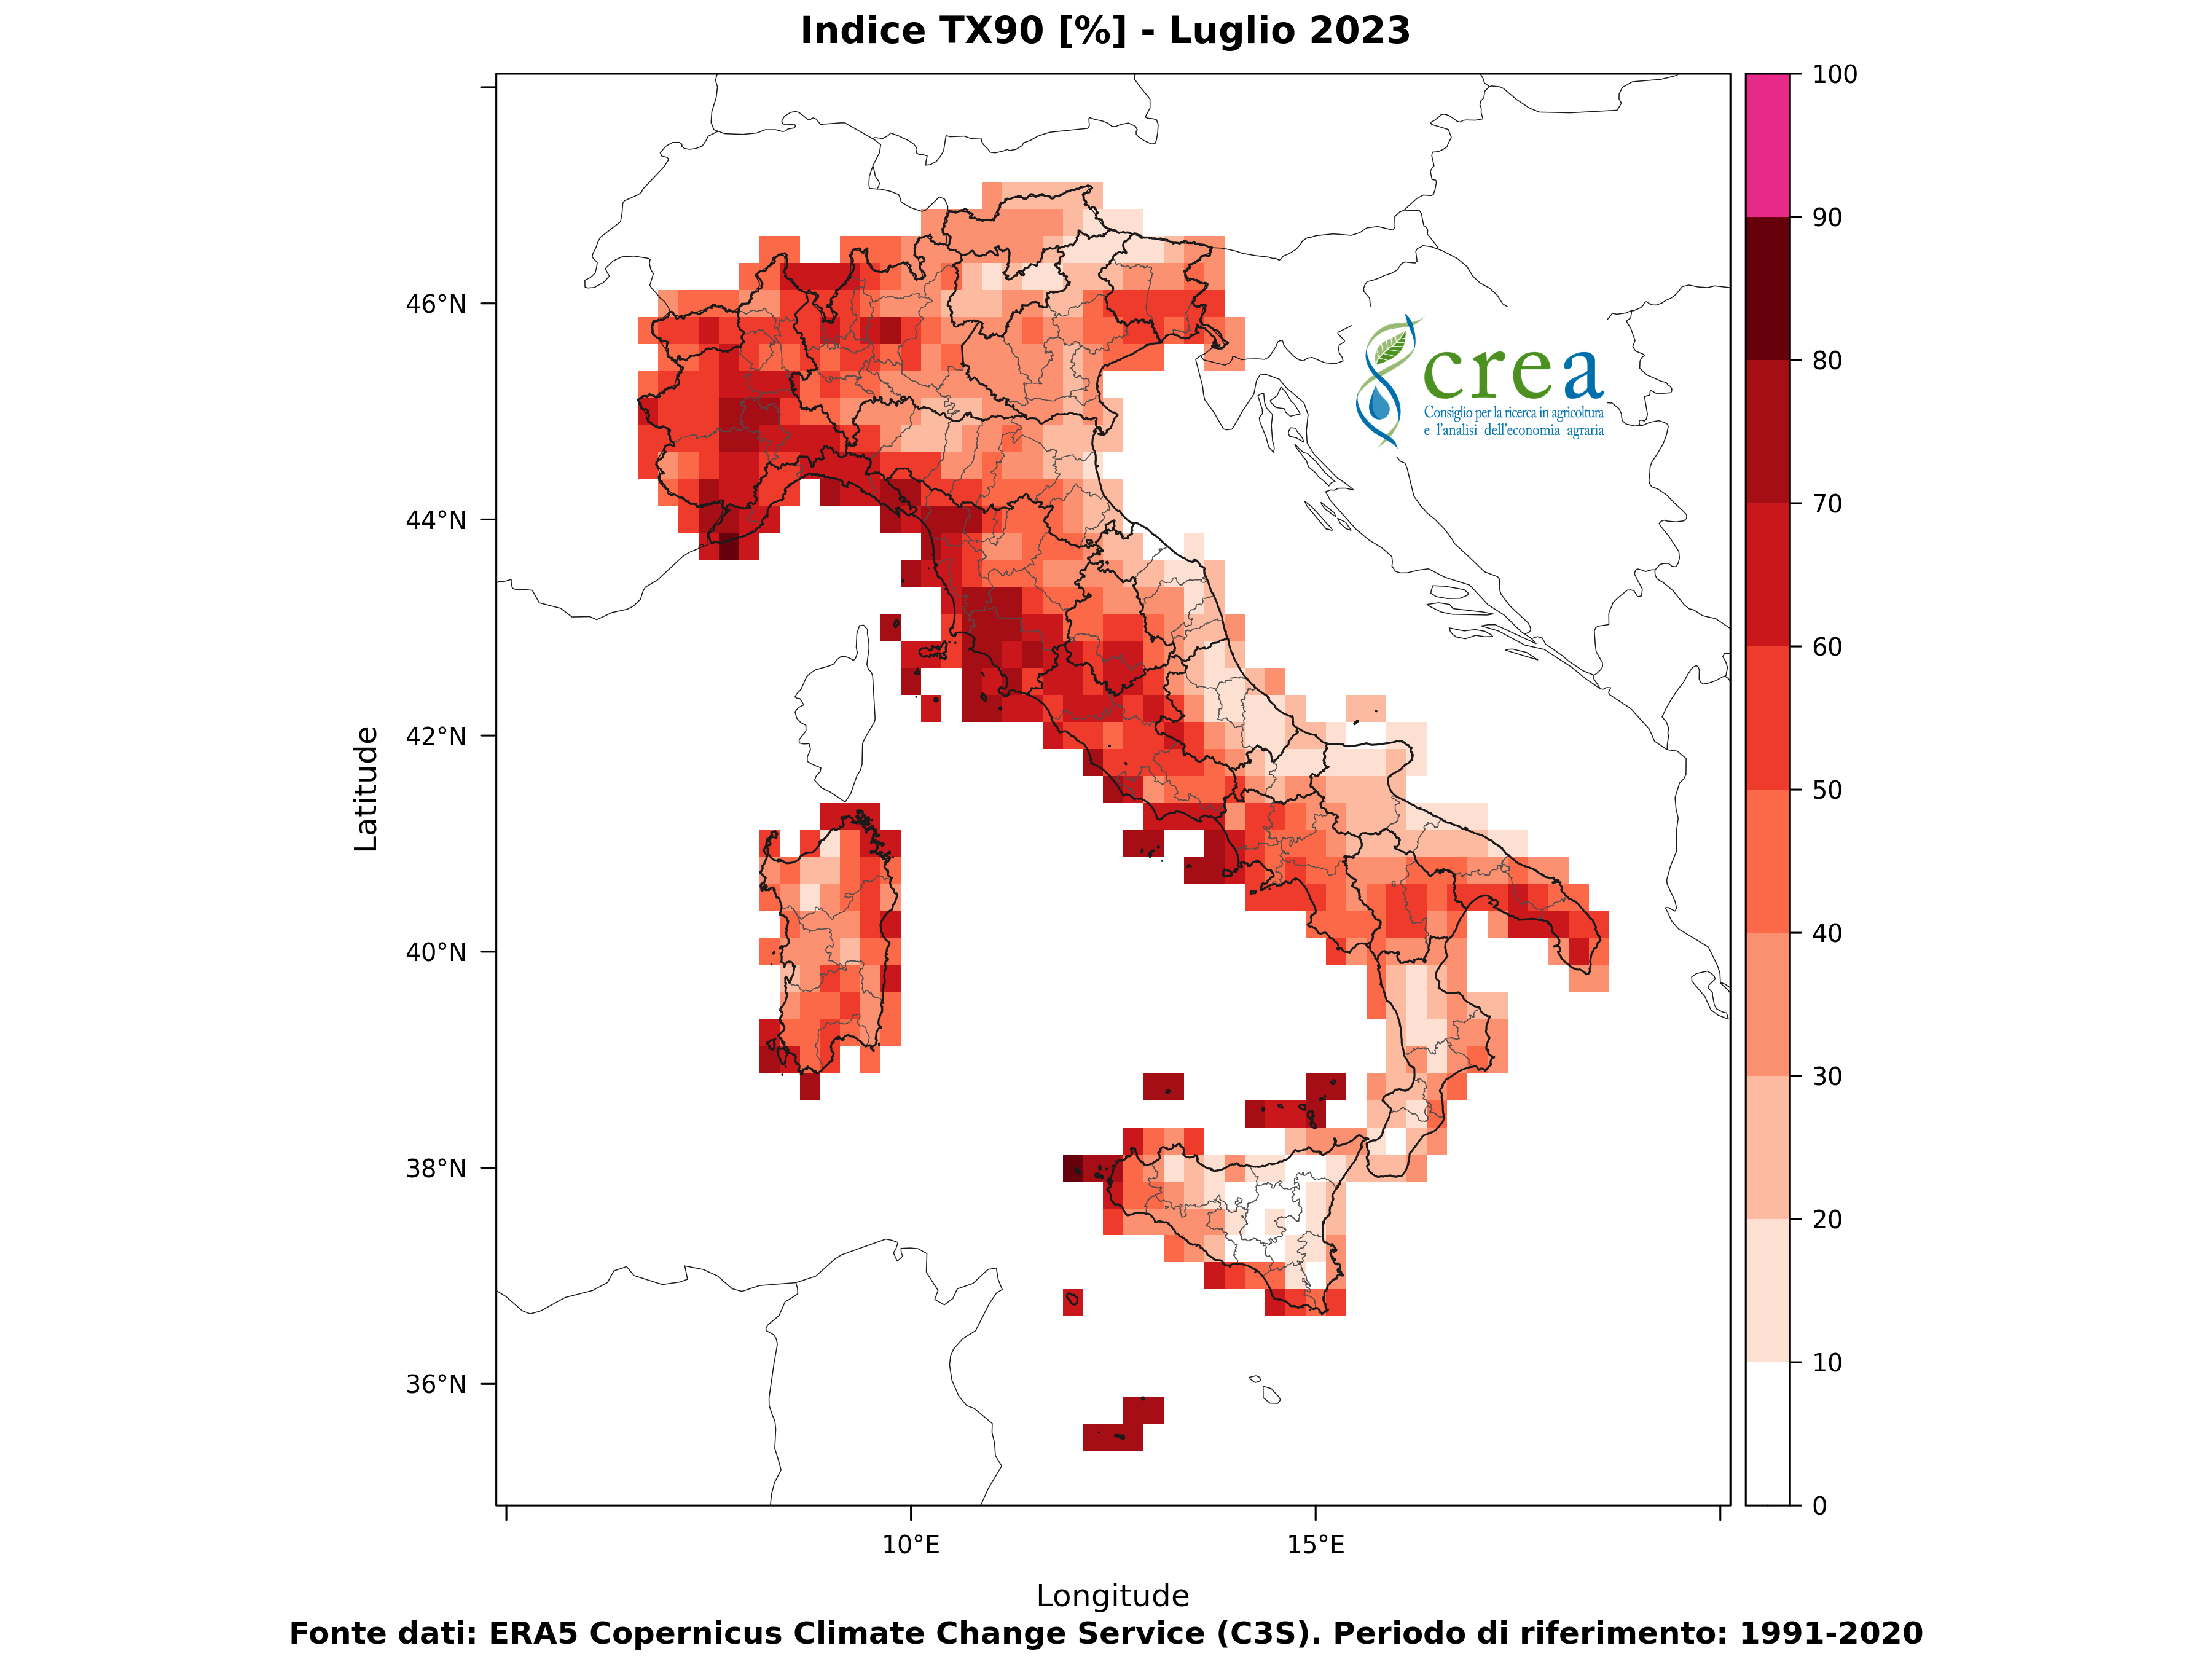 Indice TX90 [%] - Luglio 2023
100
90
80
70
60
50
40
30
20
10
0
46°N
44°N
42°N
40°N
38°N
36°N
Latitude
crea
Consiglio per la ricerca in agricoltura
e l'analisi dell'economia agraria
10°E
15°E
Longitude
Fonte dati: ERA5 Copernicus Climate Change Service (C3S). Periodo di riferimento: 1991-2020